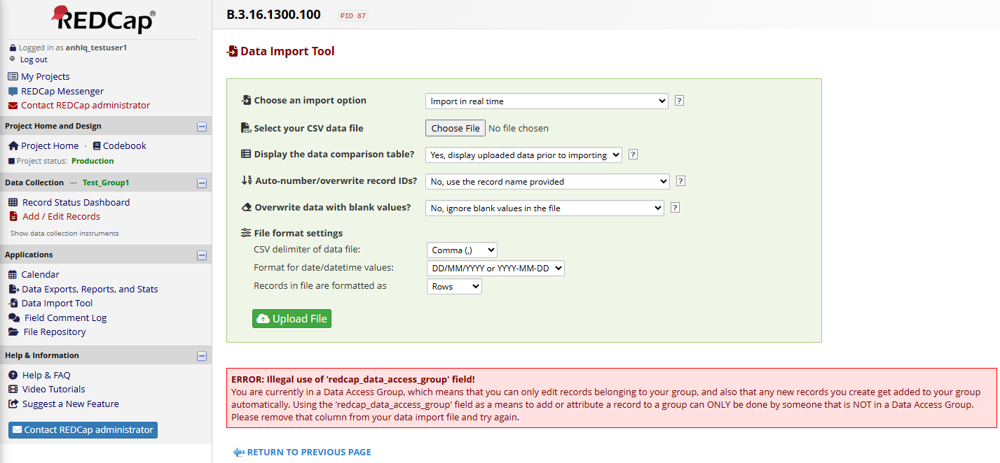 REDCap®
Logged in as anhlq_testuser1
Log out
My Projects
REDCap Messenger
Contact REDCap administrator
Project Home and Design
Project Home · Codebook
Project status: Production
Data Collection — Test_Group1
Record Status Dashboard
Add / Edit Records
Show data collection instruments
Applications
Calendar
Data Exports, Reports, and Stats
Data Import Tool
Field Comment Log
File Repository
Help & Information
Help & FAQ
Video Tutorials
Suggest a New Feature
Contact REDCap administrator
B.3.16.1300.100 PID 87
Data Import Tool
Choose an import option Import in real time ?
CSV Select your CSV data file Choose File No file chosen
Display the data comparison table? Yes, display uploaded data prior to importing ?
Auto-number/overwrite record IDs? No, use the record name provided ?
Overwrite data with blank values? No, ignore blank values in the file ?
File format settings
CSV delimiter of data file: Comma (,)
Format for date/datetime values: DD/MM/YYYY or YYYY-MM-DD
Records in file are formatted as Rows
Upload File
ERROR: Illegal use of 'redcap_data_access_group' field!
You are currently in a Data Access Group, which means that you can only edit records belonging to your group, and also that any new records you create get added to your group
automatically. Using the 'redcap_data_access_group' field as a means to add or attribute a record to a group can ONLY be done by someone that is NOT in a Data Access Group.
Please remove that column from your data import file and try again.
RETURN TO PREVIOUS PAGE